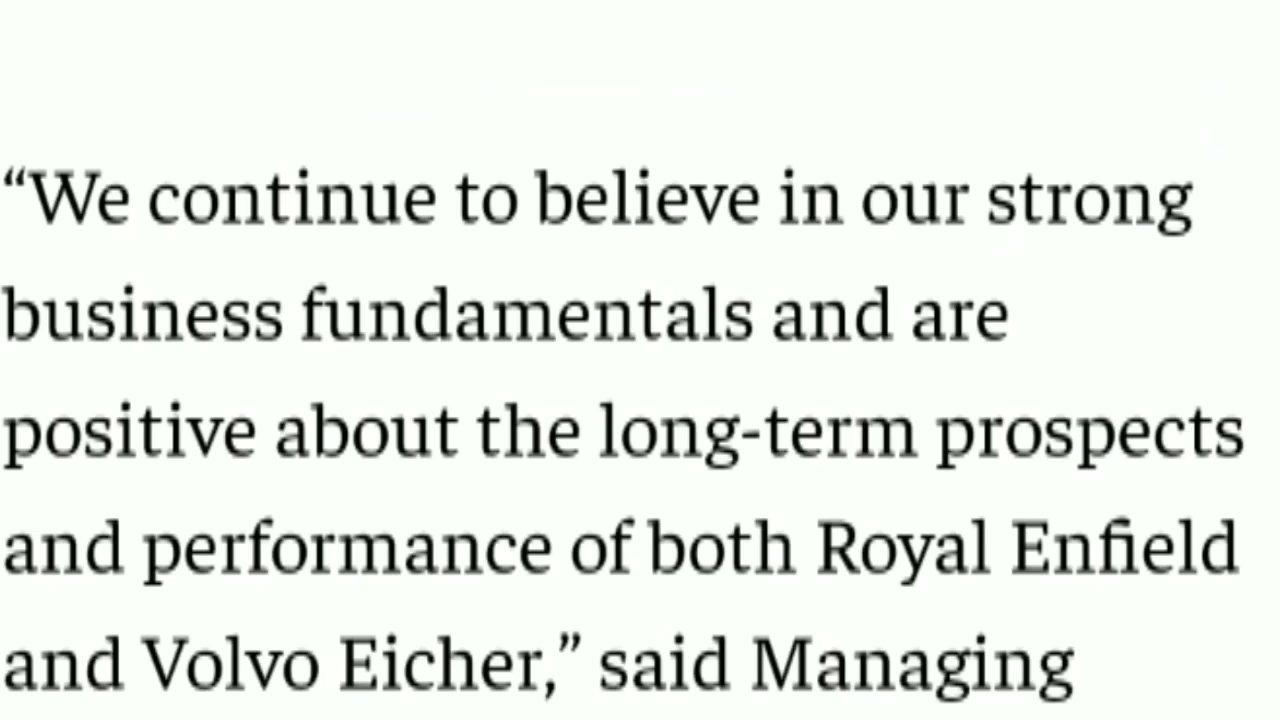 “We continue to believe in our strong
business fundamentals and are
positive about the long-term prospects
and performance of both Royal Enfield
and Volvo Eicher,” said Managing